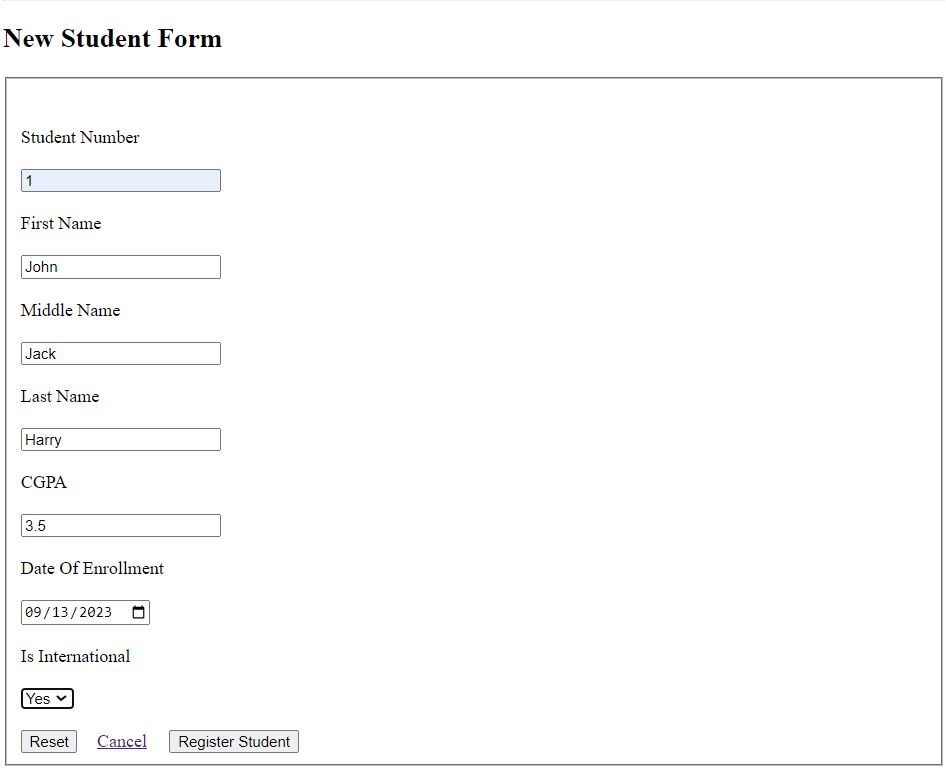 New Student Form
Student Number
1
First Name
John
Middle Name
Jack
Last Name
Harry
CGPA
3.5
Date Of Enrollment
09/13/2023
Is International
Yes
Reset Cancel Register Student